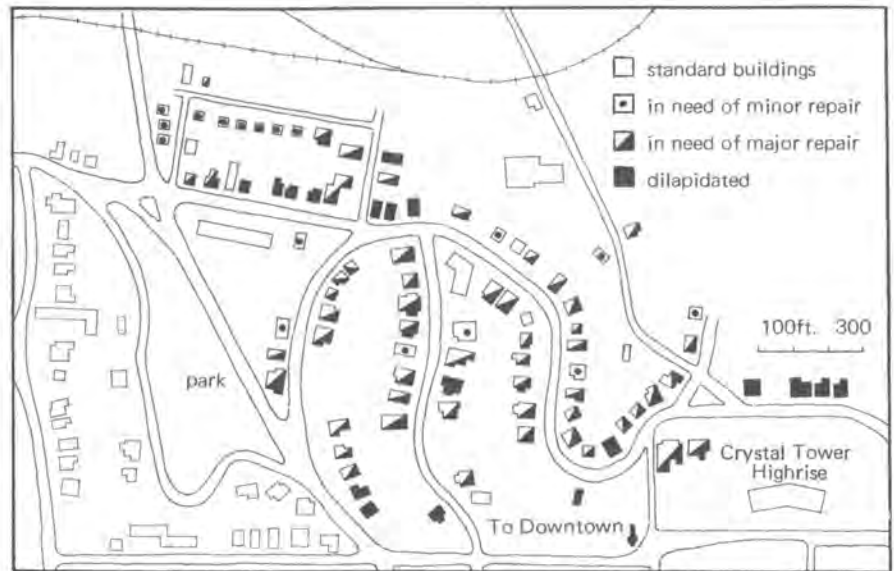 standard buildings
in need of minor repair
in need of major repair
dilapidated
100ft. 300
park
Crystal Tower
Highrise
To Downtown